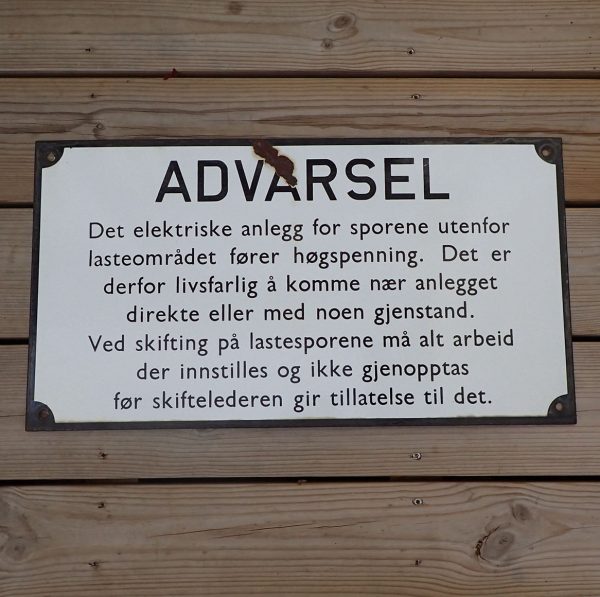 ADVARSEL
Det elektriske anlegg for sporene utenfor
lasteområdet fører høgspenning. Det er
derfor livsfarlig å komme nær anlegget
direkte eller med noen gjenstand.
Ved skifting på lastesporene må alt arbeid
der innstilles og ikke gjenopptas
før skiftelederen gir tillatelse til det.